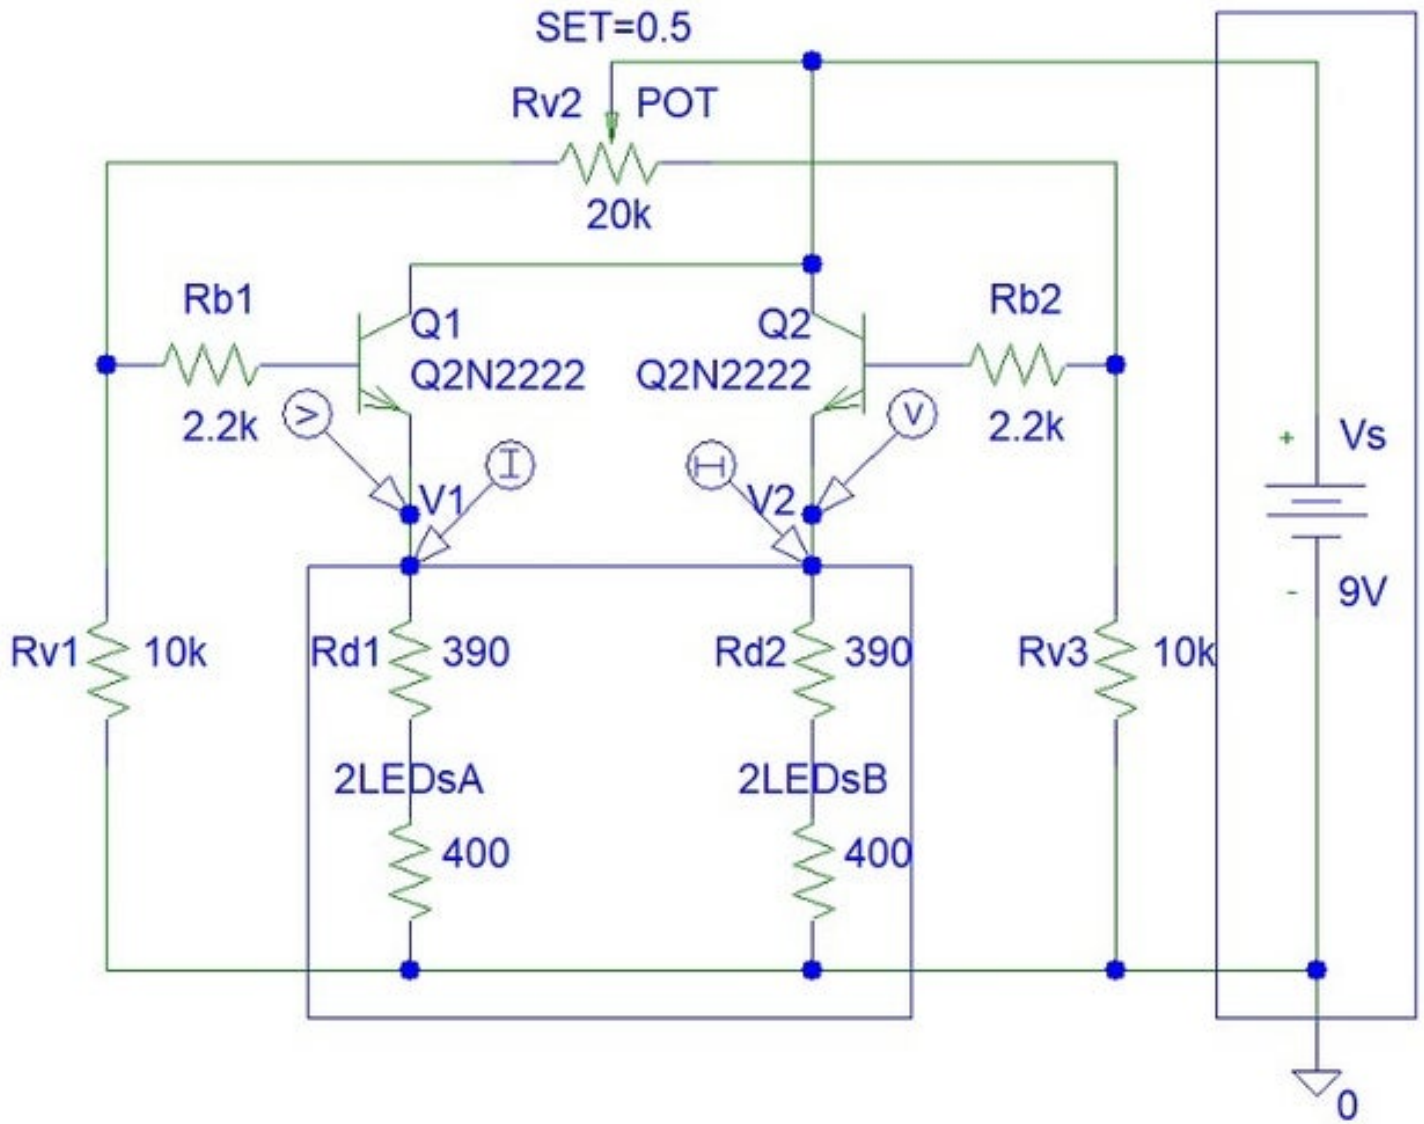 SET=0.5
Rv2 POT
20k
Rb1
Rb2
Q1
Q2
Q2N2222
Q2N2222
2.2k
V
V
2.2k
+
Vs
I
I
V1
V2
-
9V
Rv1 10k
Rd1 390
Rd2 390
Rv3 10k
2LEDsA
2LEDsB
400
400
0